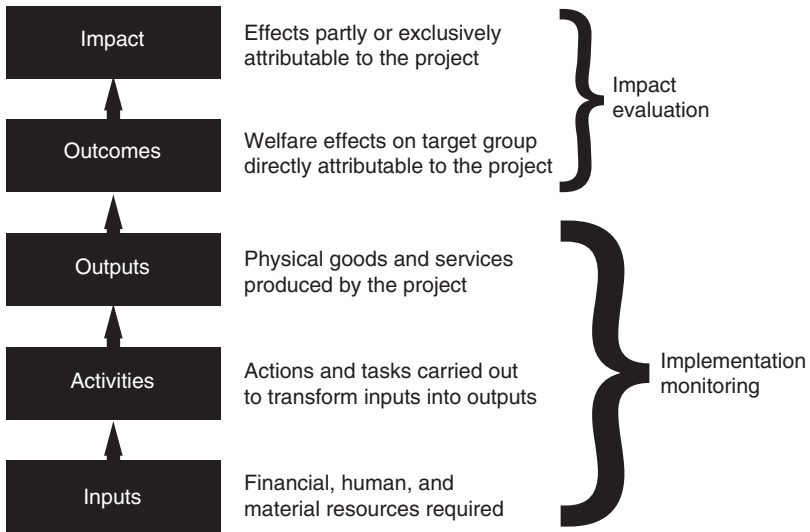 Impact
Effects partly or exclusively
attributable to the project
Impact
evaluation
Outcomes
Welfare effects on target group
directly attributable to the project
Outputs
Physical goods and services
produced by the project
Activities
Actions and tasks carried out
to transform inputs into outputs
Implementation
monitoring
Inputs
Financial, human, and
material resources required